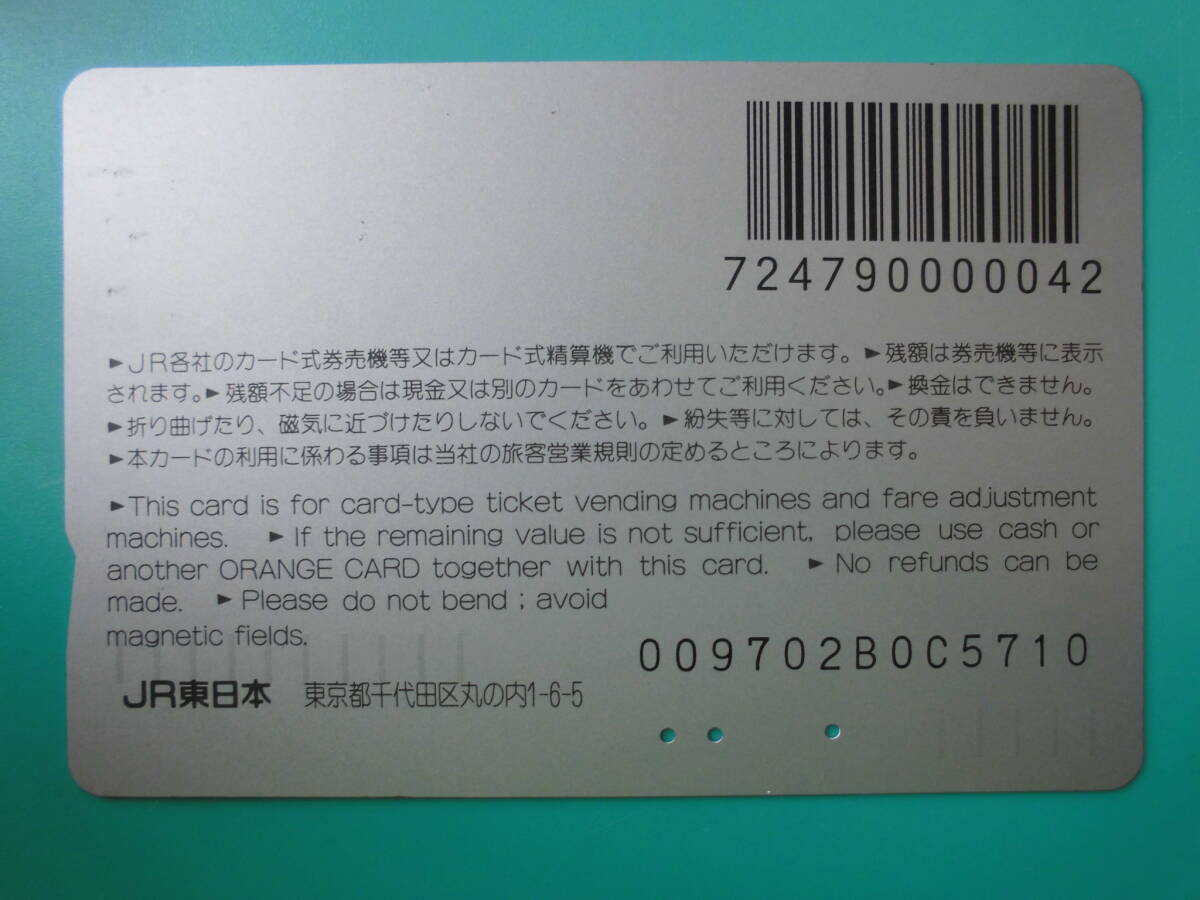 724790000042
►JR各社のカード式券売機等又はカード式精算機でご利用いただけます。►残額は券売機等に表示
されます。►残額不足の場合は現金又は別のカードをあわせてご利用ください。►換金はできません。
►折り曲げたり、磁気に近づけたりしないでください。►紛失等に対しては、その責を負いません。
►本カードの利用に係わる事項は当社の旅客営業規則の定めるところによります。
►This card is for card-type ticket vending machines and fare adjustment
machines. ►If the remaining value is not sufficient, please use cash or
another ORANGE CARD together with this card. ►No refunds can be
made. ►Please do not bend ; avoid
magnetic fields.
009702B0C5710
JR東日本 東京都千代田区丸の内1-6-5